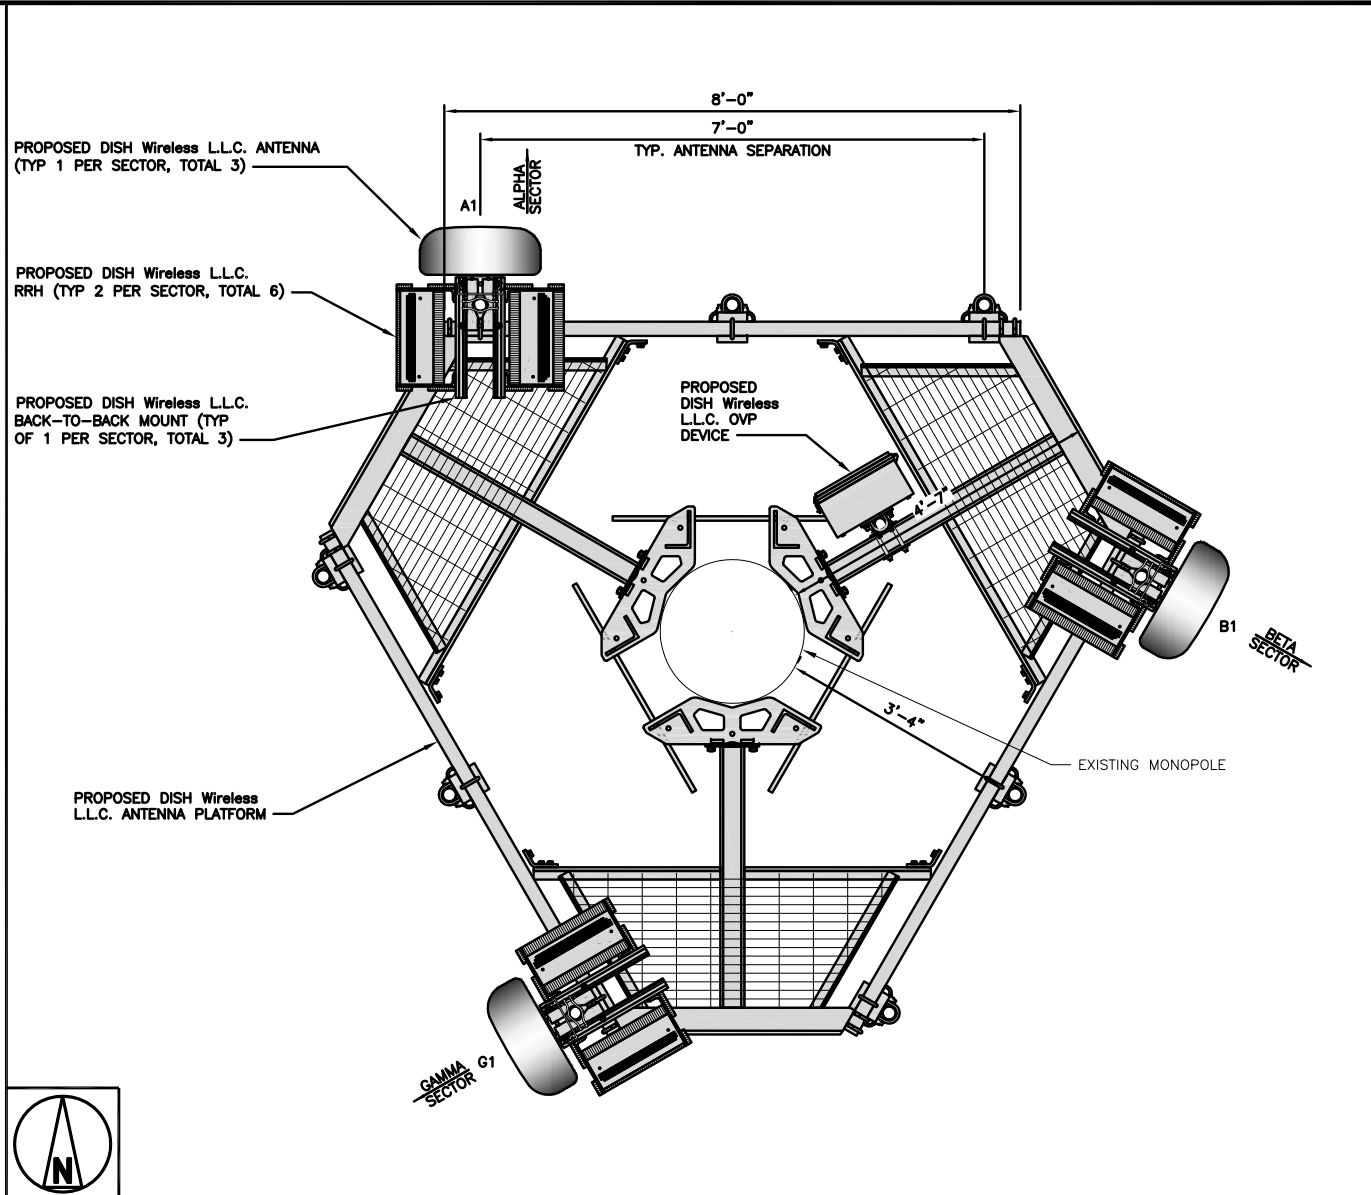 8'-0"
7'-0"
TYP. ANTENNA SEPARATION
PROPOSED DISH Wireless L.L.C. ANTENNA
(TYP 1 PER SECTOR, TOTAL 3)
A1
ALPHA
SECTOR
PROPOSED DISH Wireless L.L.C.
RRH (TYP 2 PER SECTOR, TOTAL 6)
PROPOSED DISH Wireless L.L.C.
BACK-TO-BACK MOUNT (TYP
OF 1 PER SECTOR, TOTAL 3)
PROPOSED
DISH Wireless
L.L.C. OVP
DEVICE
4'-7"
B1
BETA
SECTOR
3'-4"
EXISTING MONOPOLE
PROPOSED DISH Wireless
L.L.C. ANTENNA PLATFORM
GAMMA
SECTOR
G1
N